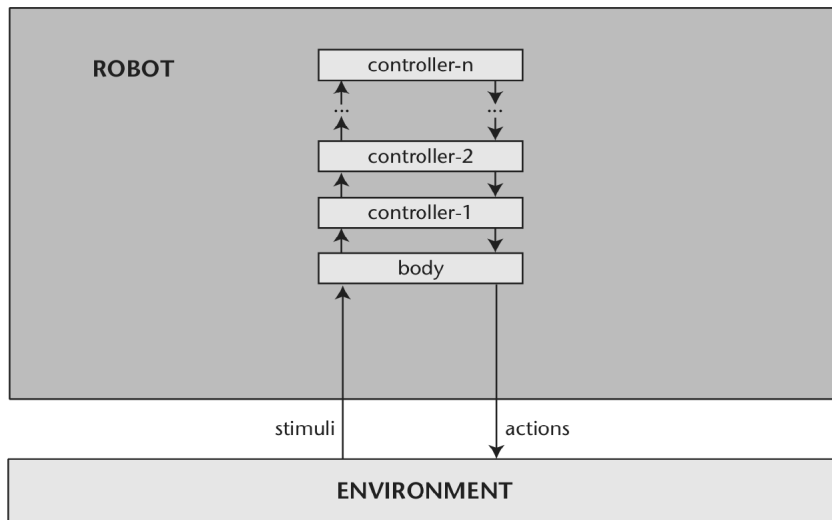 ROBOT
controller-n
... ...
controller-2
controller-1
body
stimuli
actions
ENVIRONMENT